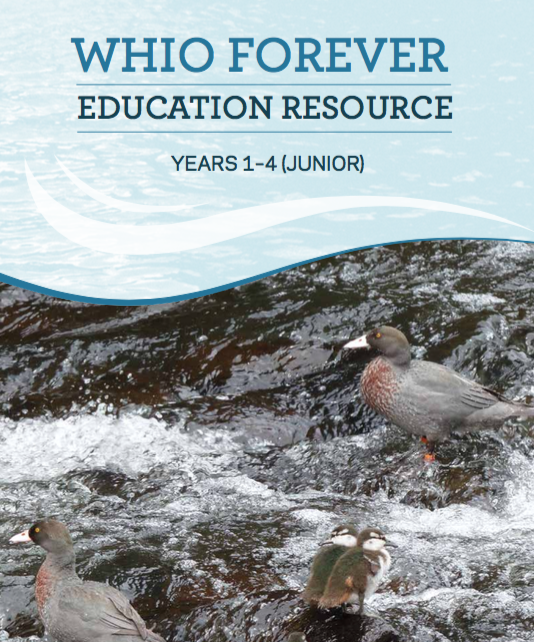 WHIO FOREVER
EDUCATION RESOURCE
YEARS 1–4 (JUNIOR)